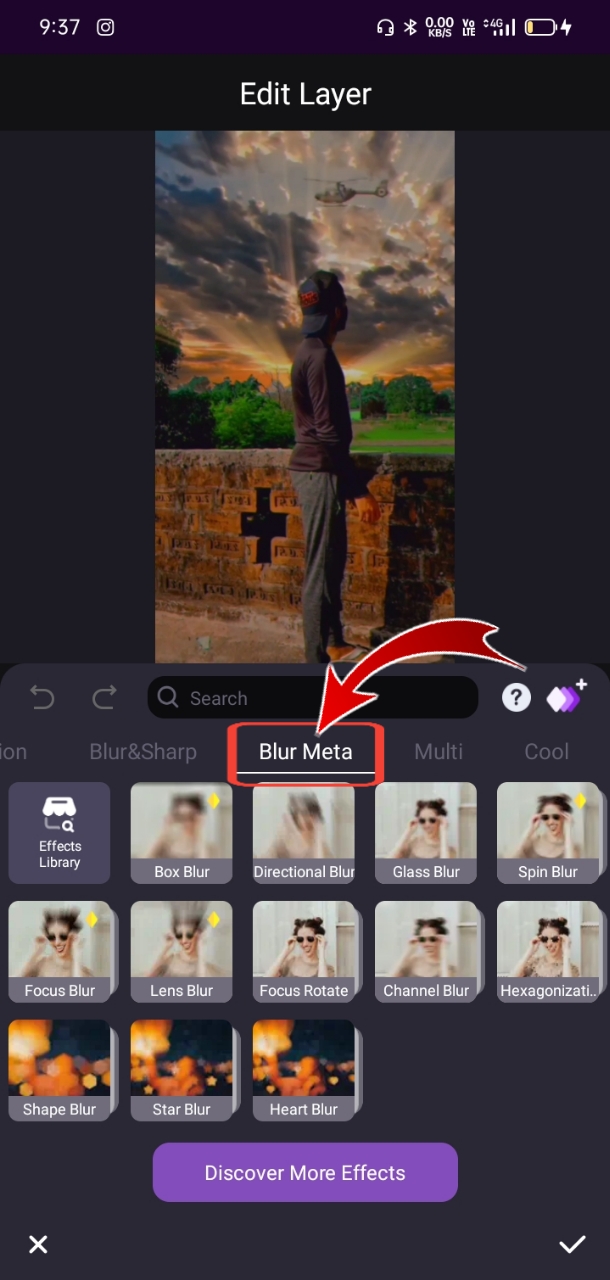 9:37
0.00
KB/S
Vo
LTE
4G
Edit Layer
Search
?
ion
Blur&Sharp
Blur Meta
Multi
Cool
Effects
Library
Box Blur
Directional Blur
Glass Blur
Spin Blur
Focus Blur
Lens Blur
Focus Rotate
Channel Blur
Hexagonizati..
Shape Blur
Star Blur
Heart Blur
Discover More Effects